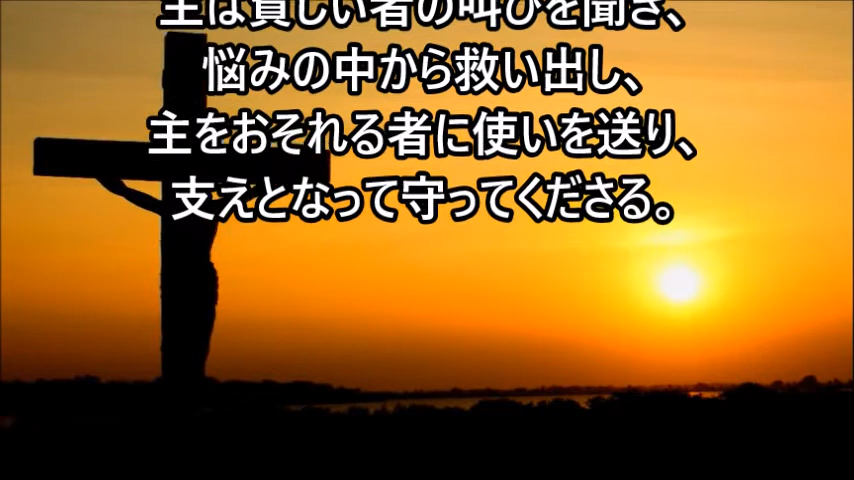 主は貧しい者の叫びを聞き、
悩みの中から救い出し、
主をおそれる者に使いを送り、
支えとなって守ってくださる。